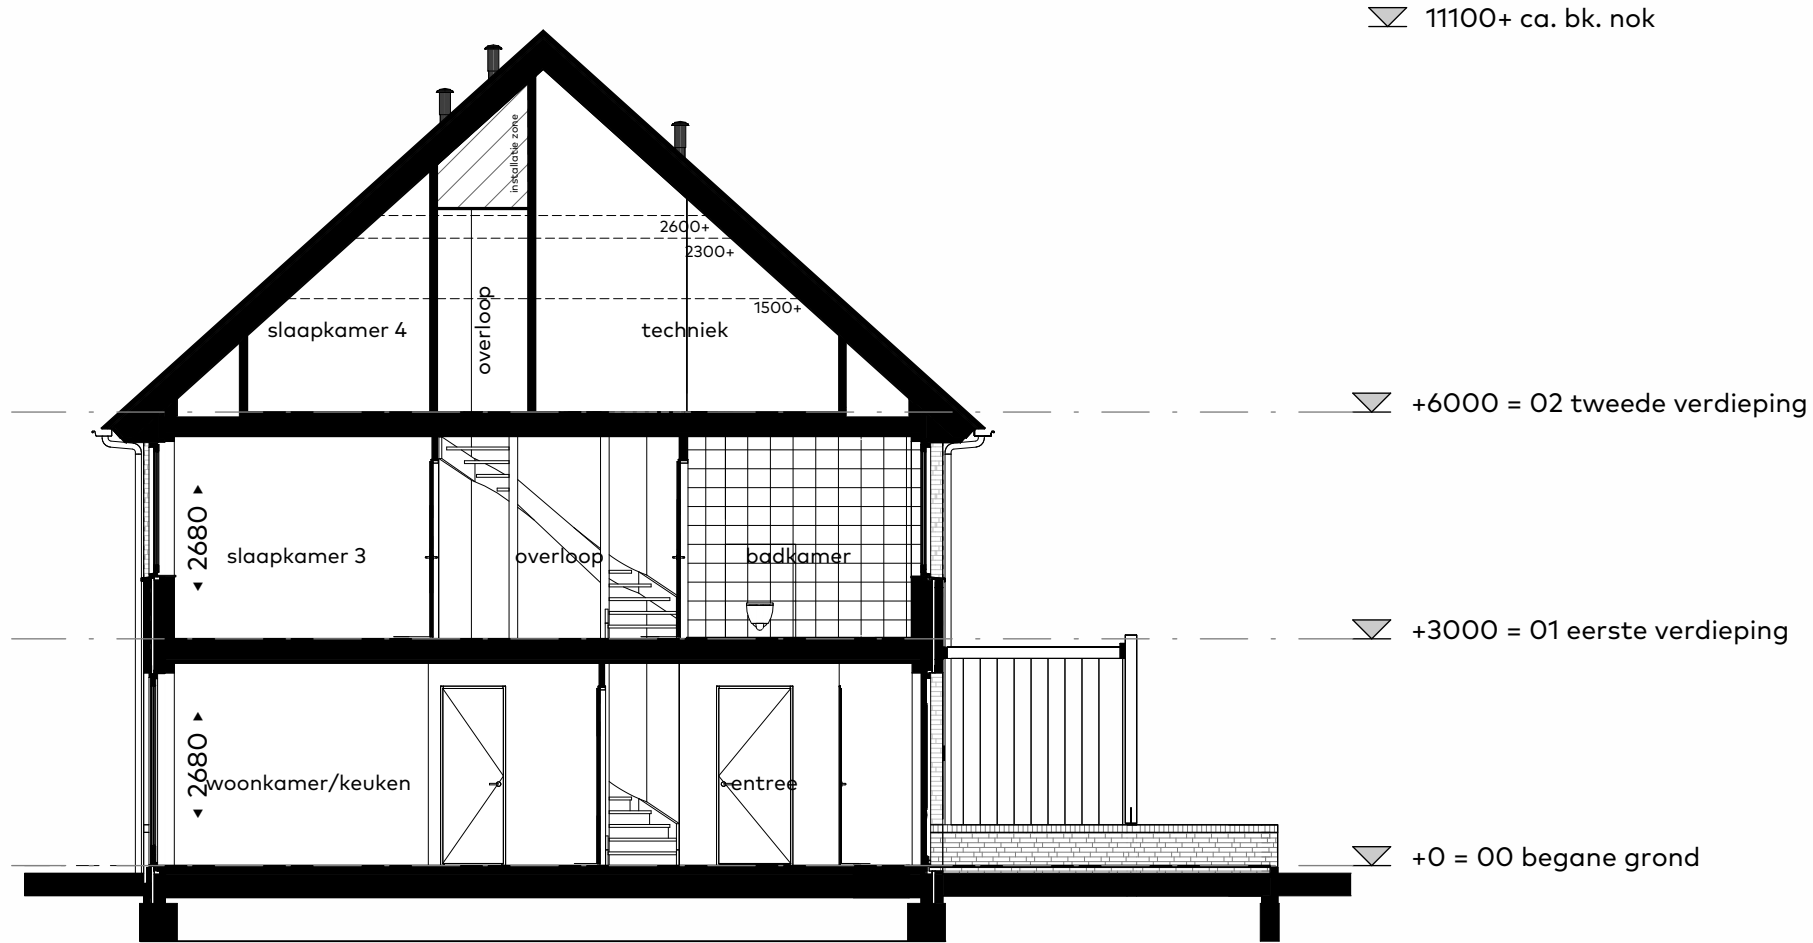 11100+ ca. bk. nok
installatie zone
2600+
2300+
1500+
slaapkamer 4
overloop
techniek
+6000 = 02 tweede verdieping
2680
slaapkamer 3
overloop
badkamer
+3000 = 01 eerste verdieping
2680
woonkamer/keuken
entree
+0 = 00 begane grond